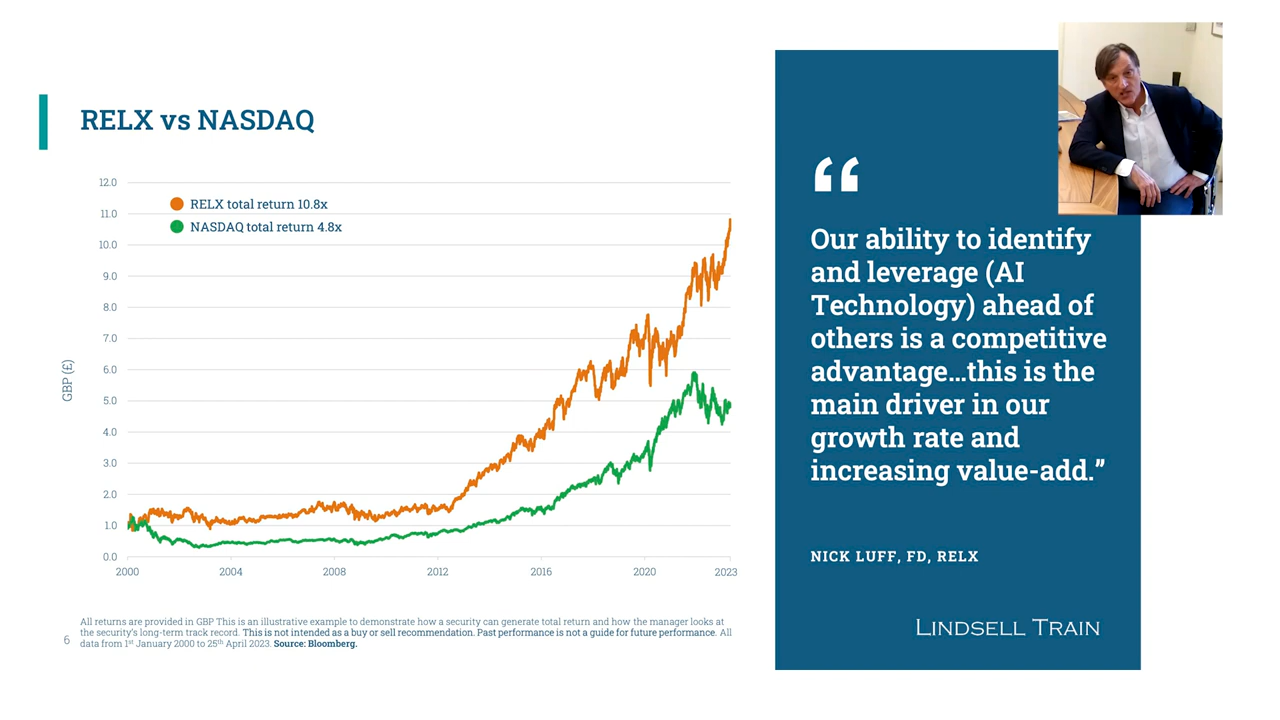 RELX vs NASDAQ
12.0
11.0
10.0
9.0
8.0
7.0
6.0
5.0
4.0
3.0
2.0
1.0
0.0
GBP (£)
RELX total return 10.8x
NASDAQ total return 4.8x
2000 2004 2008 2012 2016 2020 2023
All returns are provided in GBP This is an illustrative example to demonstrate how a security can generate total return and how the manager looks at
the security's long-term track record. This is not intended as a buy or sell recommendation. Past performance is not a guide for future performance. All
data from 1st January 2000 to 25th April 2023. Source: Bloomberg.
6
“
Our ability to identify
and leverage (AI
Technology) ahead of
others is a competitive
advantage...this is the
main driver in our
growth rate and
increasing value-add.”
NICK LUFF, FD, RELX
LINDSELL TRAIN